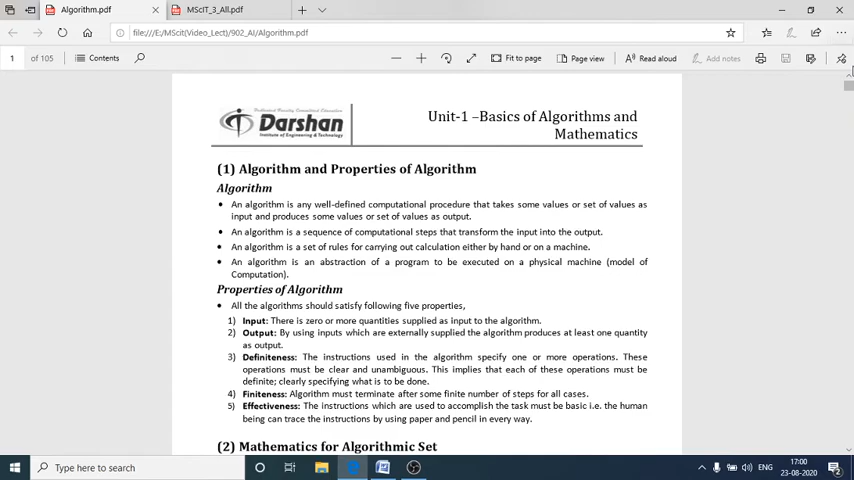 Algorithm.pdf
MScIT_3_All.pdf
file:///E:/MScit(Video_Lect)/902_AI/Algorithm.pdf
1 of 105 Contents Fit to page Page view Read aloud Add notes
Darshan
Institute of Engineering & Technology
Unit-1 –Basics of Algorithms and
Mathematics
(1) Algorithm and Properties of Algorithm
Algorithm
• An algorithm is any well-defined computational procedure that takes some values or set of values as
input and produces some values or set of values as output.
• An algorithm is a sequence of computational steps that transform the input into the output.
• An algorithm is a set of rules for carrying out calculation either by hand or on a machine.
• An algorithm is an abstraction of a program to be executed on a physical machine (model of
Computation).
Properties of Algorithm
• All the algorithms should satisfy following five properties,
1) Input: There is zero or more quantities supplied as input to the algorithm.
2) Output: By using inputs which are externally supplied the algorithm produces at least one quantity
as output.
3) Definiteness: The instructions used in the algorithm specify one or more operations. These
operations must be clear and unambiguous. This implies that each of these operations must be
definite; clearly specifying what is to be done.
4) Finiteness: Algorithm must terminate after some finite number of steps for all cases.
5) Effectiveness: The instructions which are used to accomplish the task must be basic i.e. the human
being can trace the instructions by using paper and pencil in every way.
(2) Mathematics for Algorithmic Set
Type here to search
ENG
17:00
23-08-2020
2